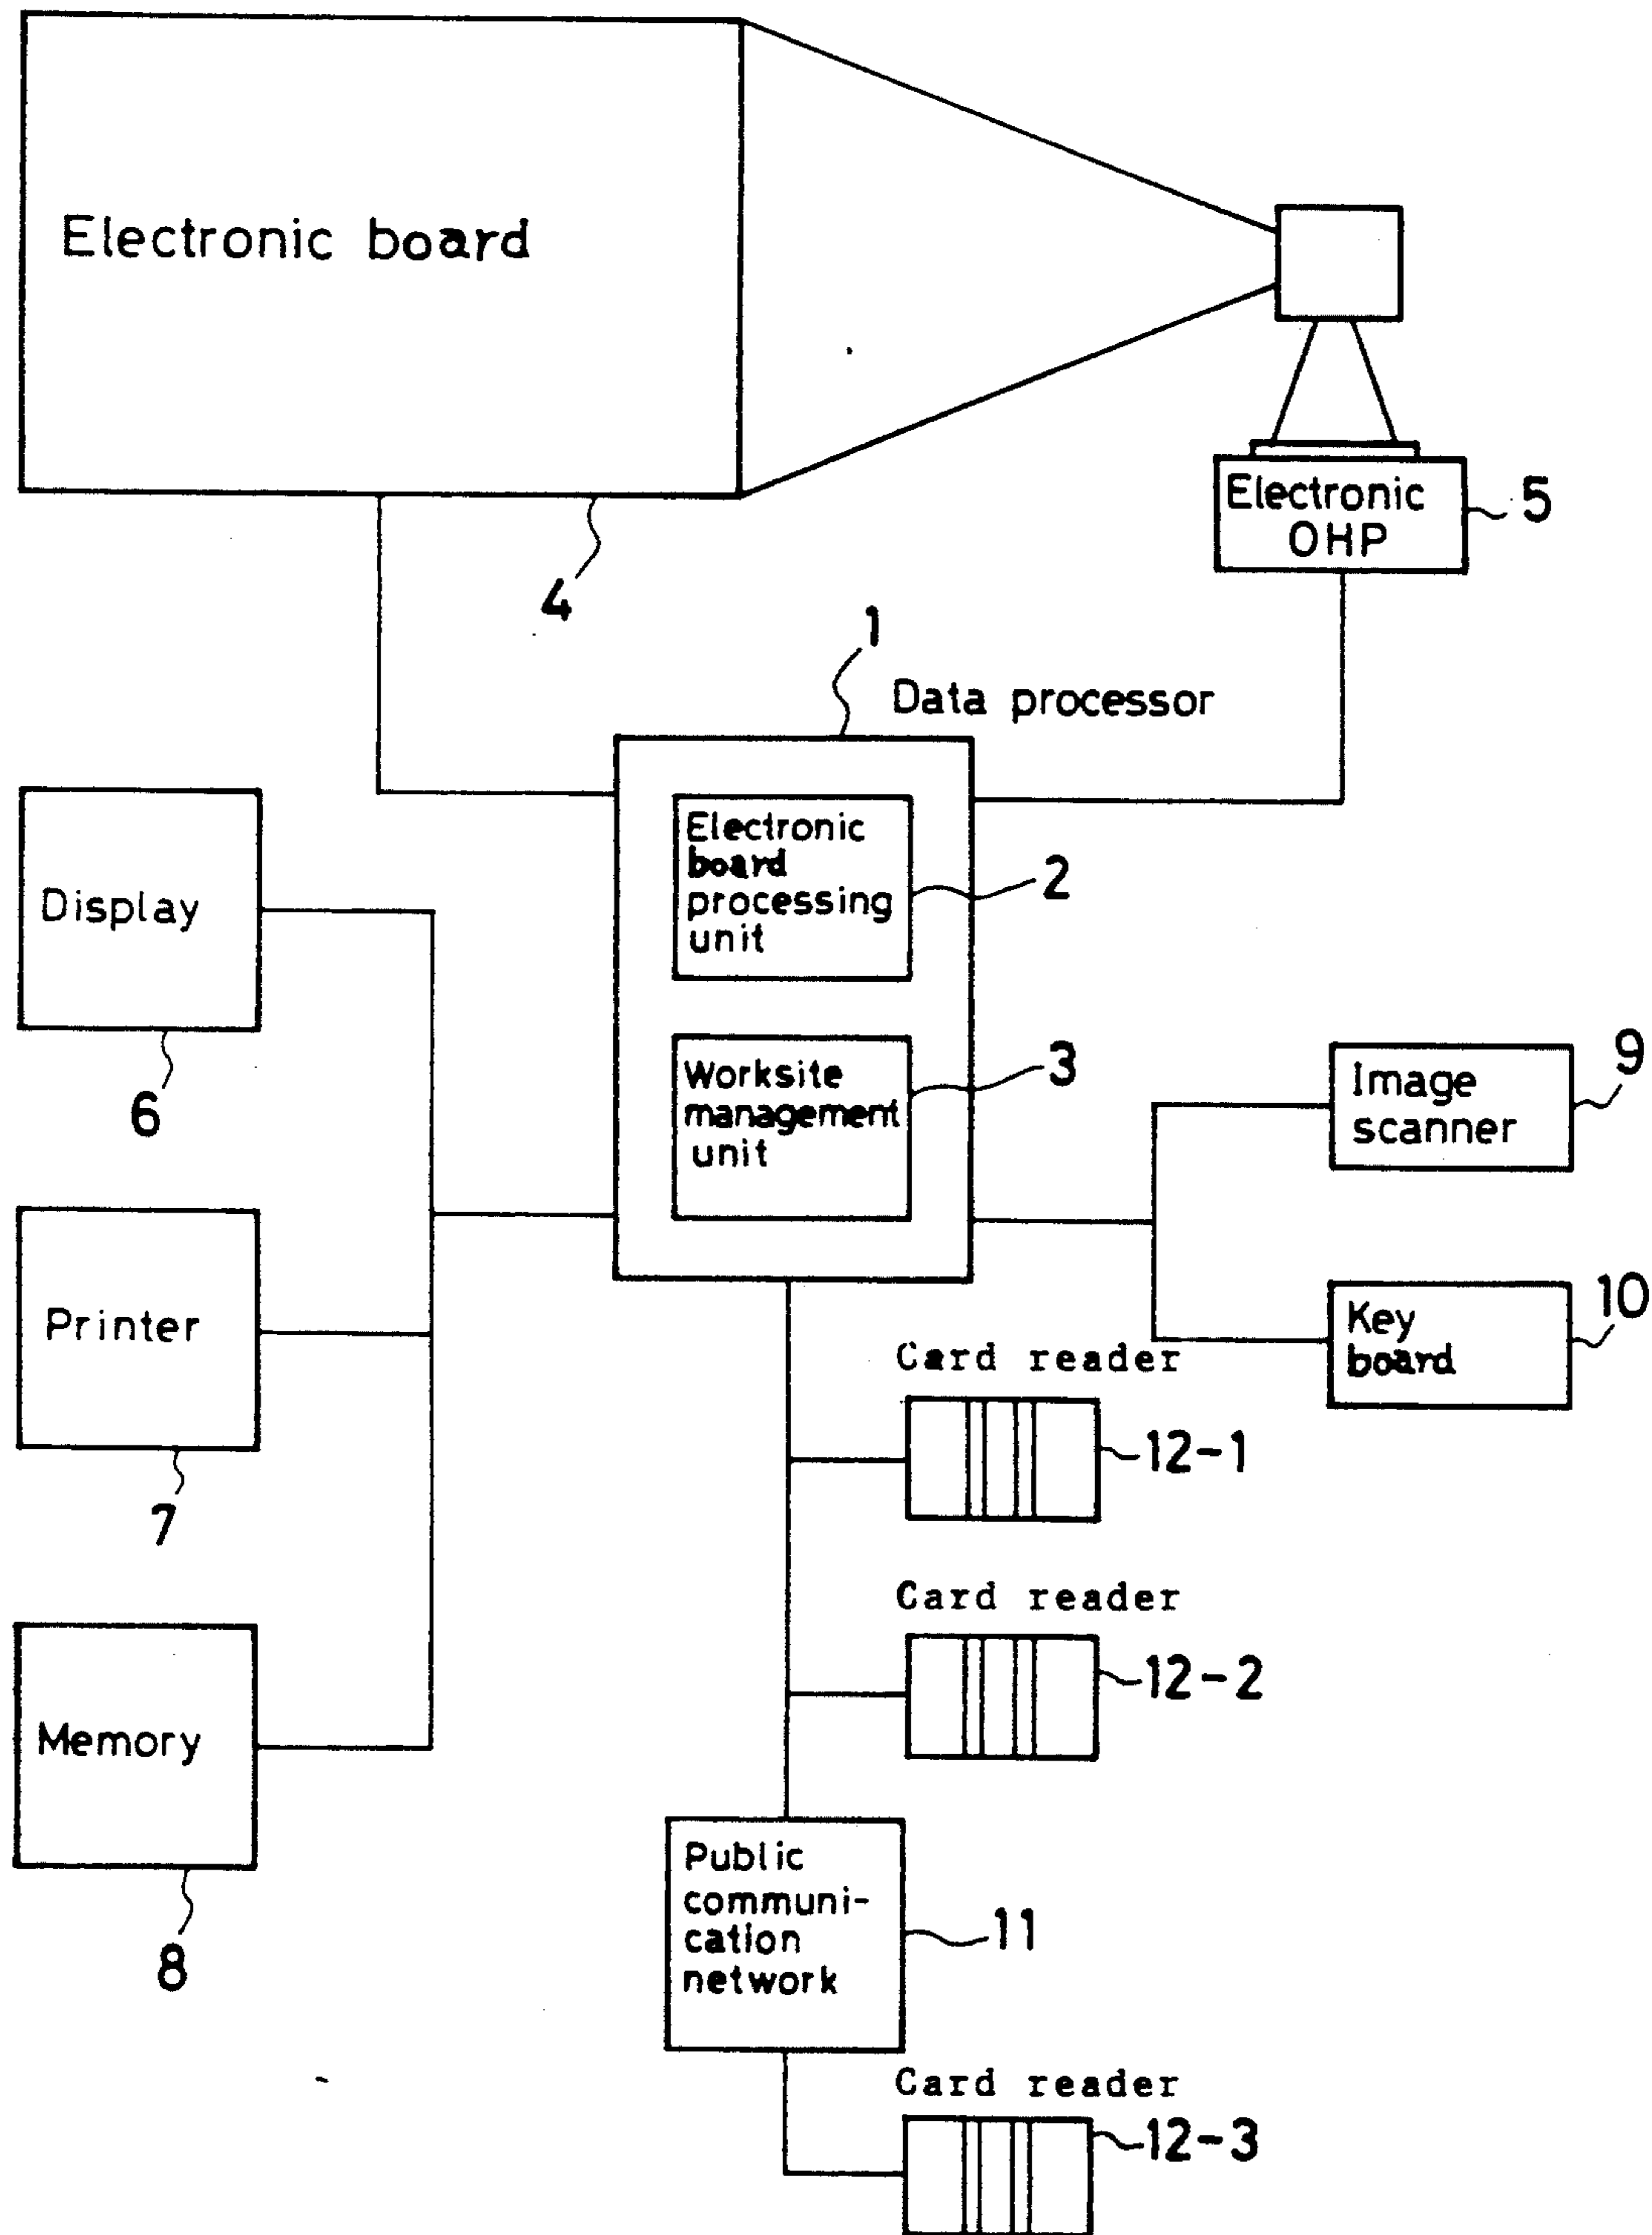 Electronic board
Electronic
OHP
5
4
1
Data processor
Electronic
board
processing
unit
2
Display
6
Worksite
management
unit
3
Image
scanner
9
Printer
7
Key
board
10
Card reader
12-1
Card reader
12-2
Memory
8
Public
communi-
cation
network
11
Card reader
12-3